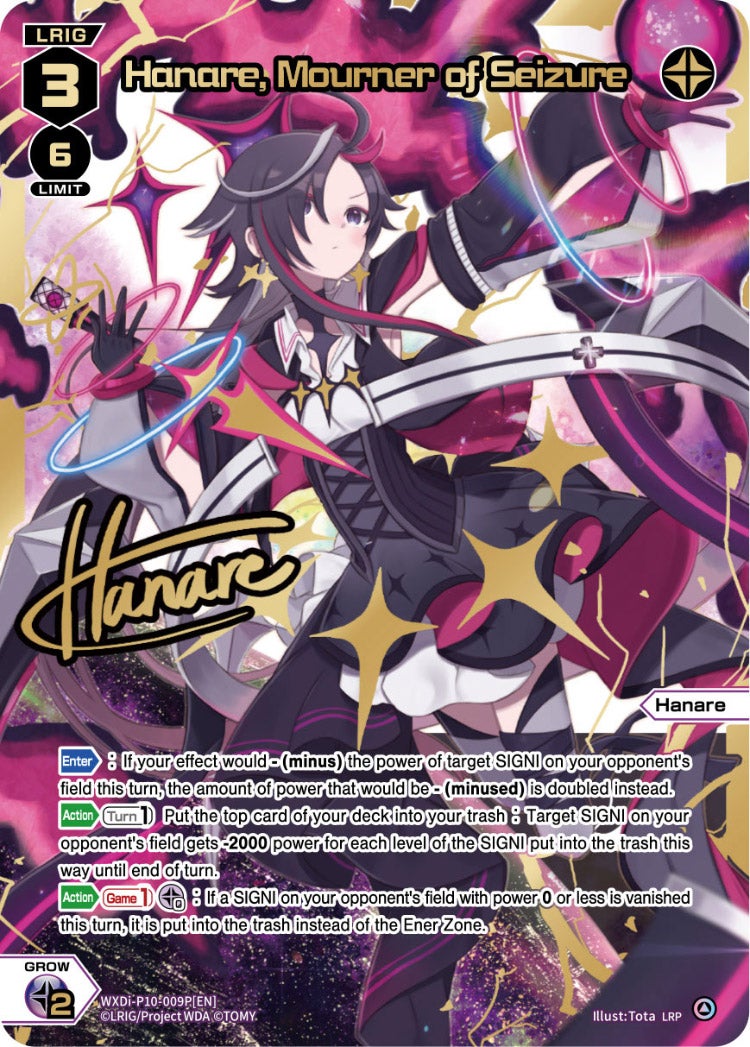 LRIG
3
6
LIMIT
Hanare, Mourner of Seizure
Hanare
Hanare
Enter : If your effect would - (minus) the power of target SIGNI on your opponent's
field this turn, the amount of power that would be - (minused) is doubled instead.
Action Turn 1 Put the top card of your deck into your trash : Target SIGNI on your
opponent's field gets -2000 power for each level of the SIGNI put into the trash this
way until end of turn.
Action Game 1 0 : If a SIGNI on your opponent's field with power 0 or less is vanished
this turn, it is put into the trash instead of the Ener Zone.
GROW
2
WXDi-P10-009P[EN]
©LRIG/Project WDA ©TOMY.
Illust:Tota LRP